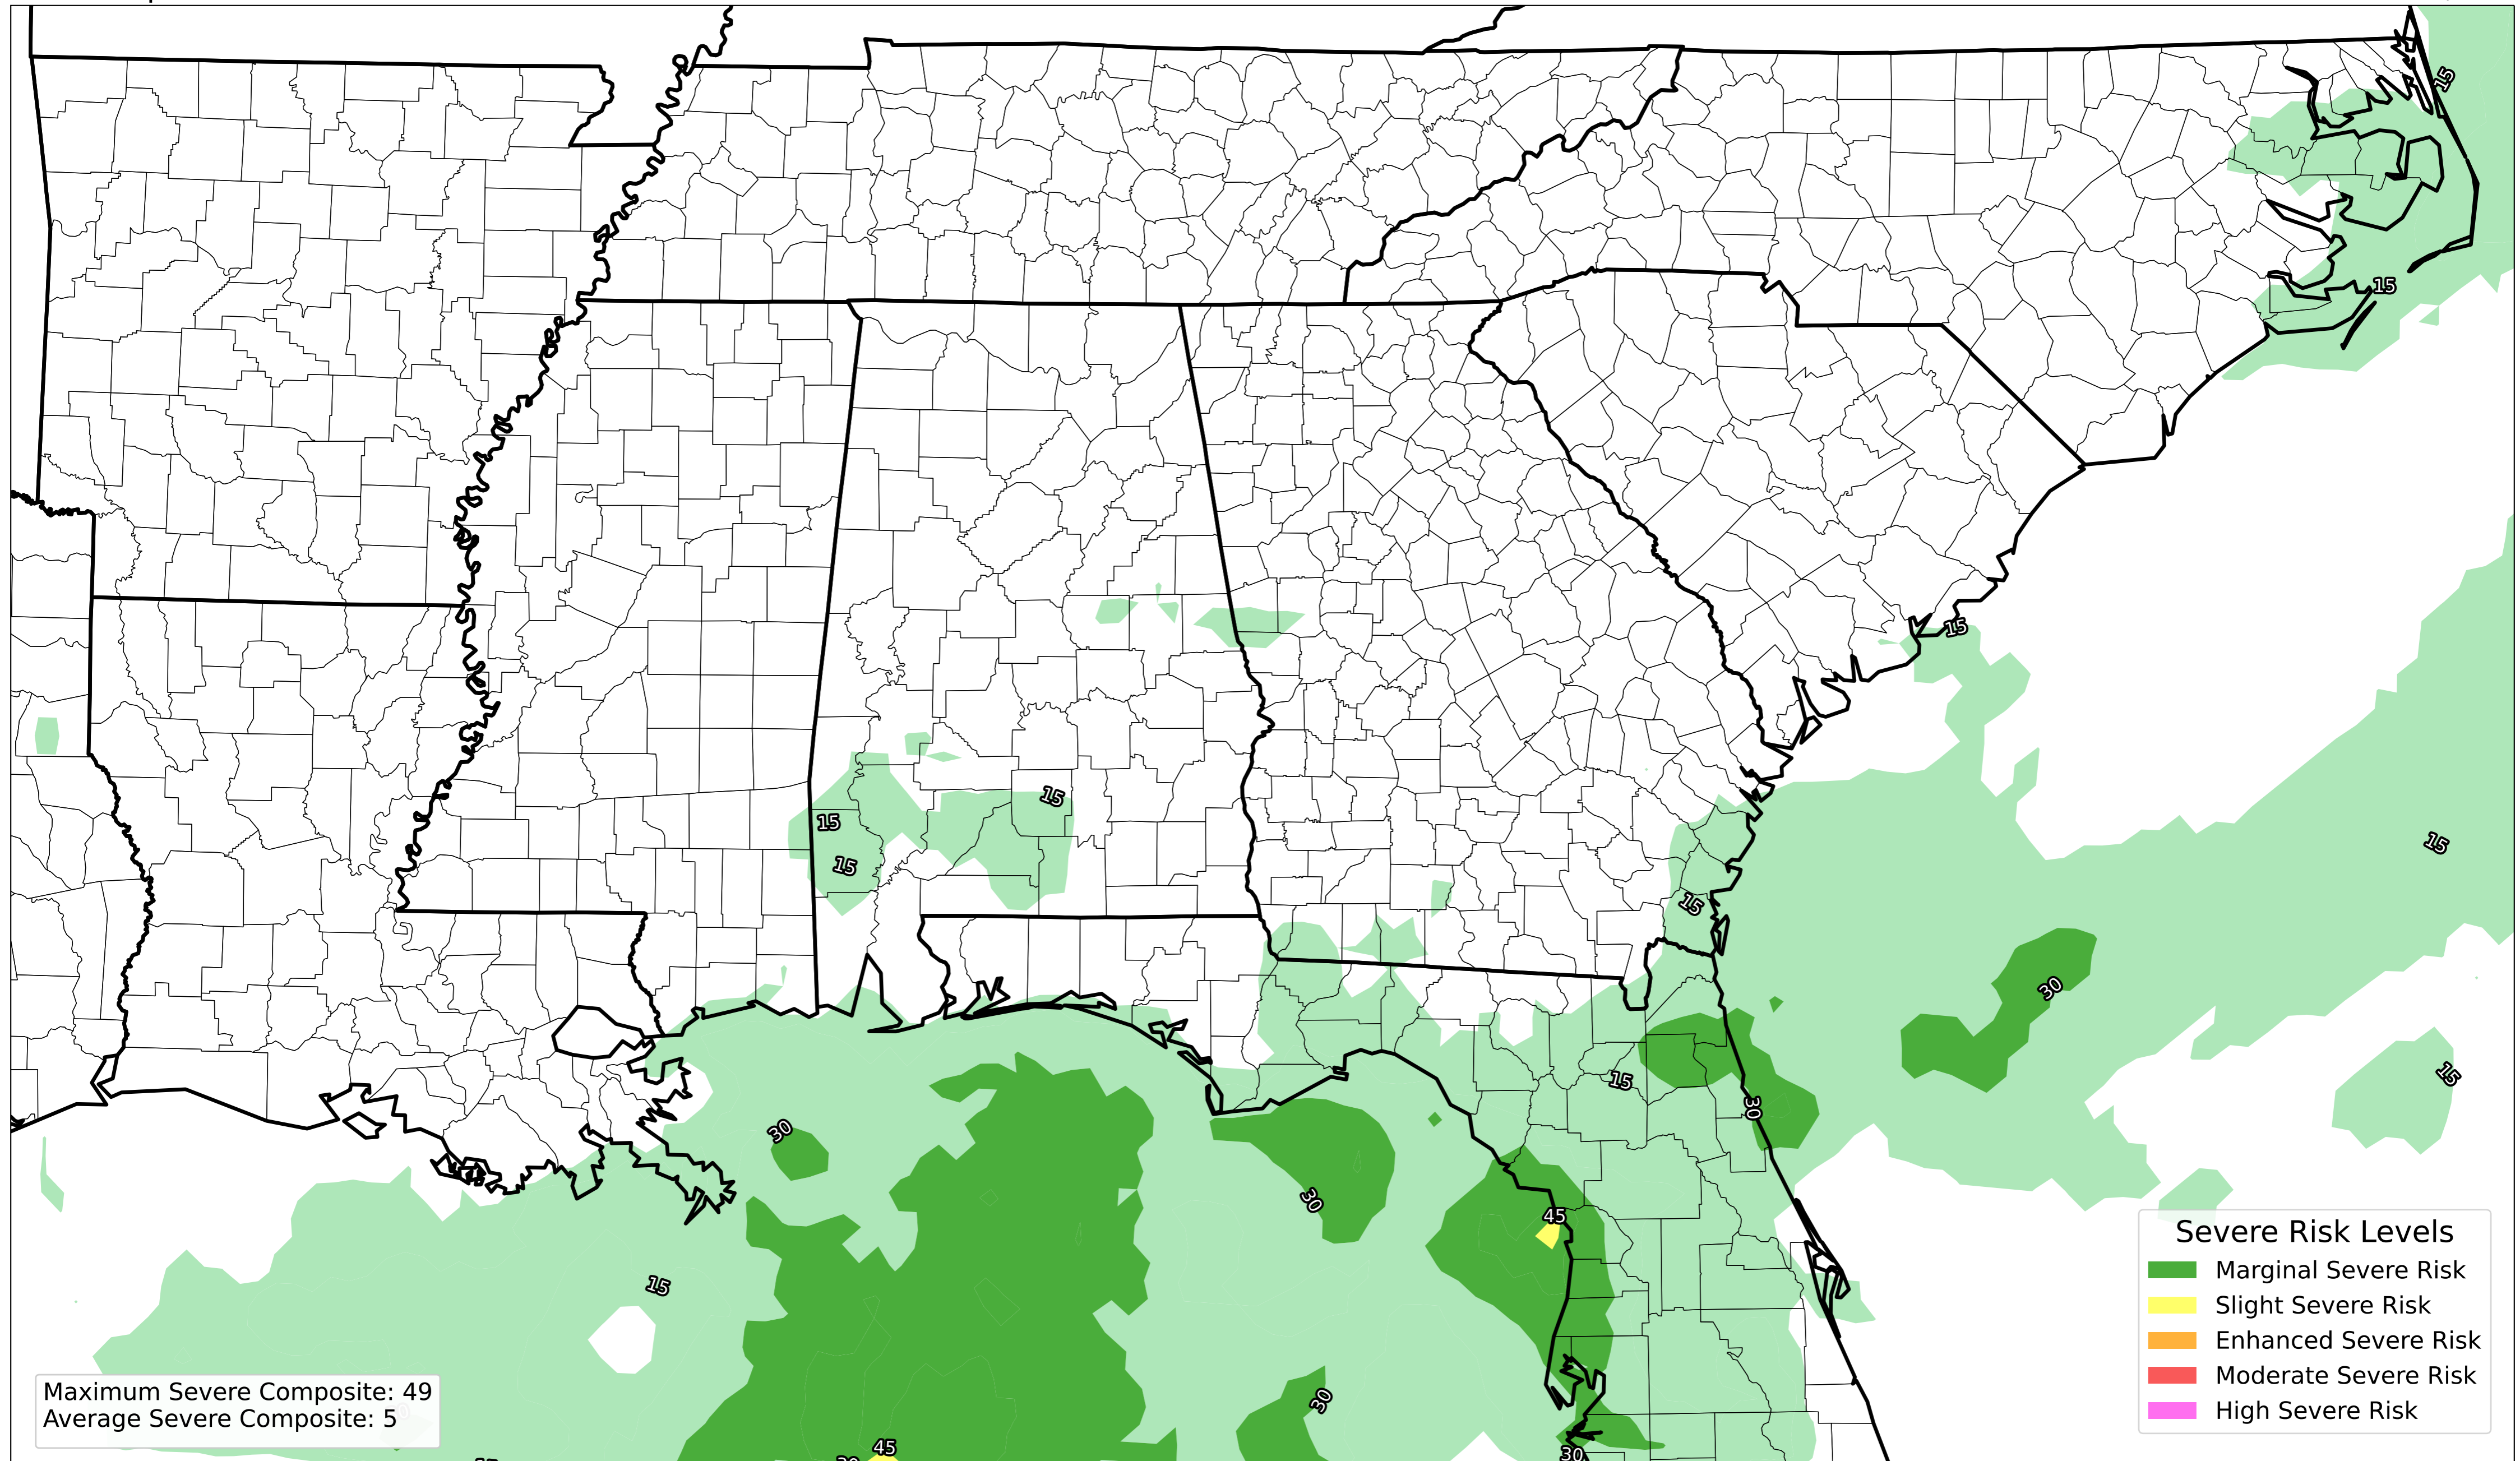 15
15
15
15
15
15
15
15
30
15
15
30
30
30
45
15
Severe Risk Levels
Marginal Severe Risk
Slight Severe Risk
Enhanced Severe Risk
Moderate Severe Risk
High Severe Risk
30
Maximum Severe Composite: 49
Average Severe Composite: 5
45
30